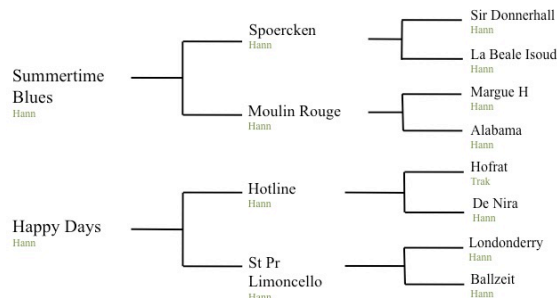 Summertime
Blues
Hann
Spoercken
Hann
Sir Donnerhall
Hann
La Beale Isoud
Hann
Moulin Rouge
Hann
Margue H
Hann
Alabama
Hann
Happy Days
Hann
Hotline
Hann
Hofrat
Trak
De Nira
Hann
St Pr
Limoncello
Hann
Londonderry
Hann
Ballzeit
Hann